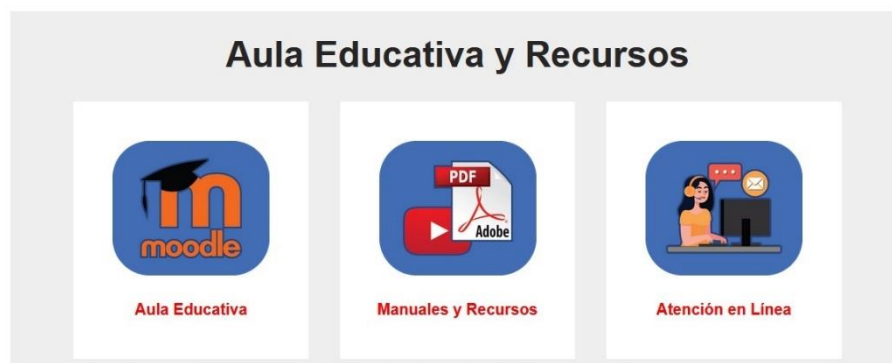 Aula Educativa y Recursos
moodle
PDF
Adobe
Aula Educativa
Manuales y Recursos
Atención en Línea